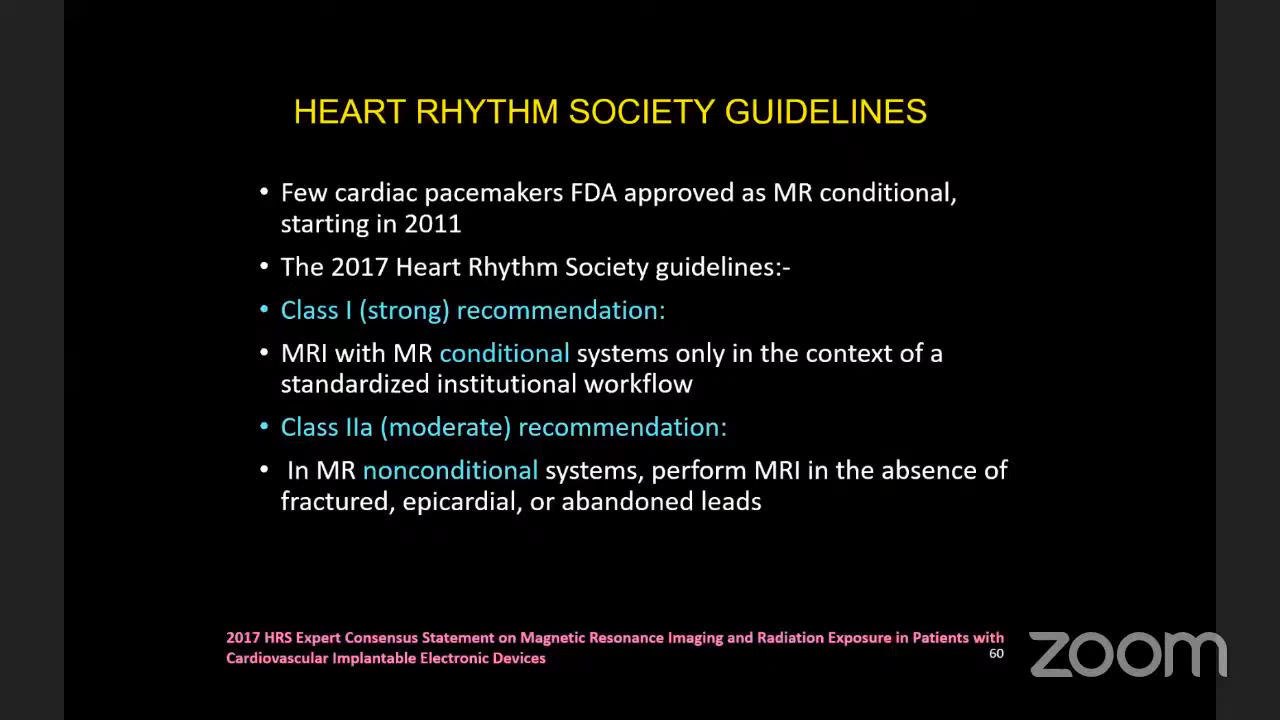 HEART RHYTHM SOCIETY GUIDELINES
• Few cardiac pacemakers FDA approved as MR conditional,
starting in 2011
• The 2017 Heart Rhythm Society guidelines:-
• Class I (strong) recommendation:
• MRI with MR conditional systems only in the context of a
standardized institutional workflow
• Class IIa (moderate) recommendation:
• In MR nonconditional systems, perform MRI in the absence of
fractured, epicardial, or abandoned leads
2017 HRS Expert Consensus Statement on Magnetic Resonance Imaging and Radiation Exposure in Patients with
Cardiovascular Implantable Electronic Devices
60
zoom